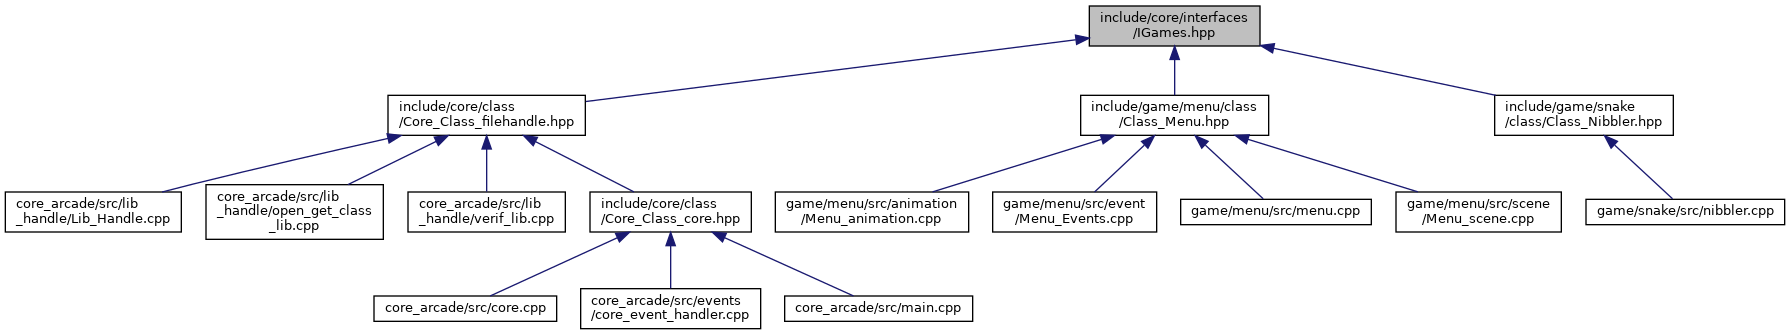 include/core/interfaces
/IGames.hpp
include/core/class
/Core_Class_filehandle.hpp
include/game/menu/class
/Class_Menu.hpp
include/game/snake
/class/Class_Nibbler.hpp
core_arcade/src/lib
_handle/Lib_Handle.cpp
core_arcade/src/lib
_handle/open_get_class
_lib.cpp
core_arcade/src/lib
_handle/verif_lib.cpp
include/core/class
/Core_Class_core.hpp
game/menu/src/animation
/Menu_animation.cpp
game/menu/src/event
/Menu_Events.cpp
game/menu/src/menu.cpp
game/menu/src/scene
/Menu_scene.cpp
game/snake/src/nibbler.cpp
core_arcade/src/core.cpp
core_arcade/src/events
/core_event_handler.cpp
core_arcade/src/main.cpp